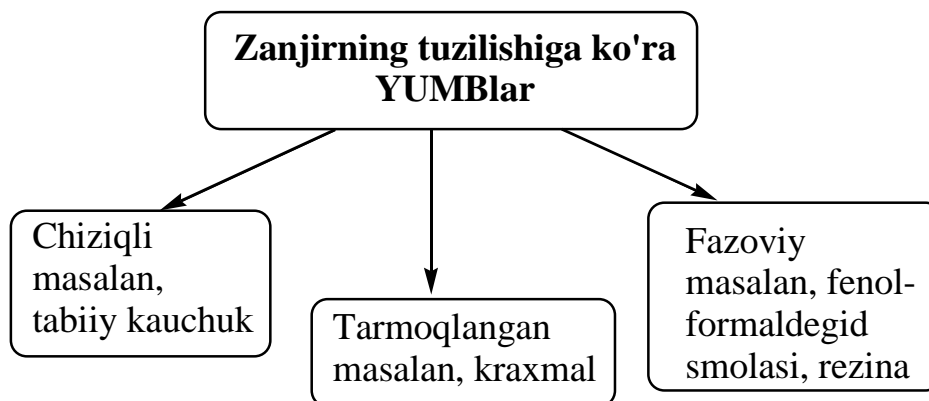 Zanjirning tuzilishiga ko'ra
YUMBlar
Chiziqli
masalan,
tabiiy kauchuk
Tarmoqlangan
masalan, kraxmal
Fazoviy
masalan, fenol-
formaldegid
smolasi, rezina